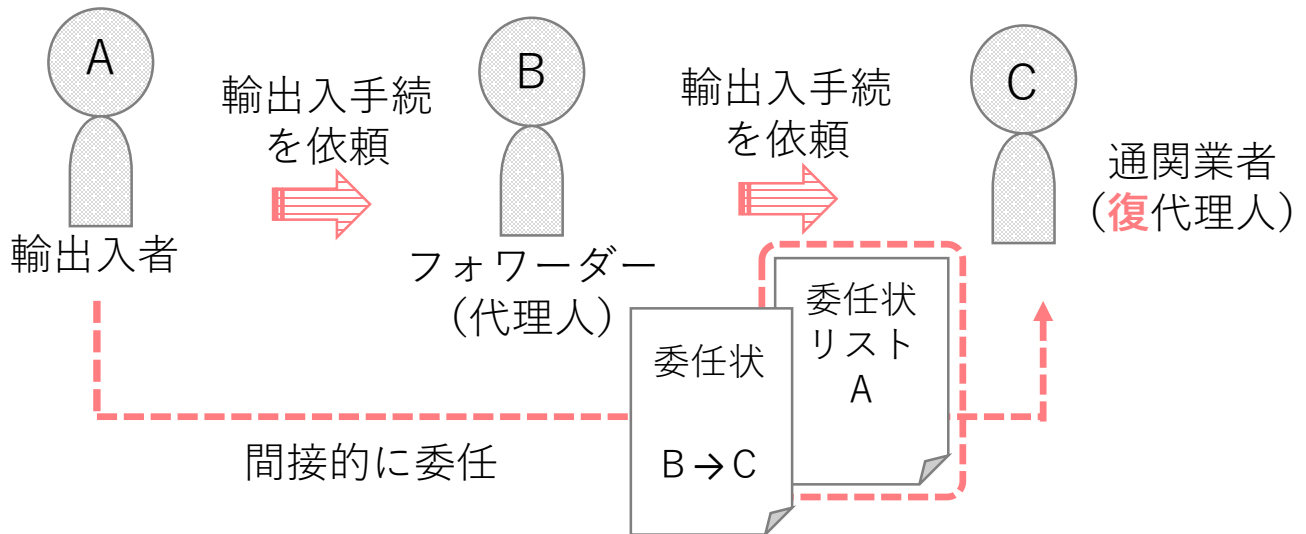 A
輸出入者
輸出入手続
を依頼
B
フォワーダー
(代理人)
輸出入手続
を依頼
C
通関業者
(復代理人)
委任状
B→C
委任状
リスト
A
間接的に委任